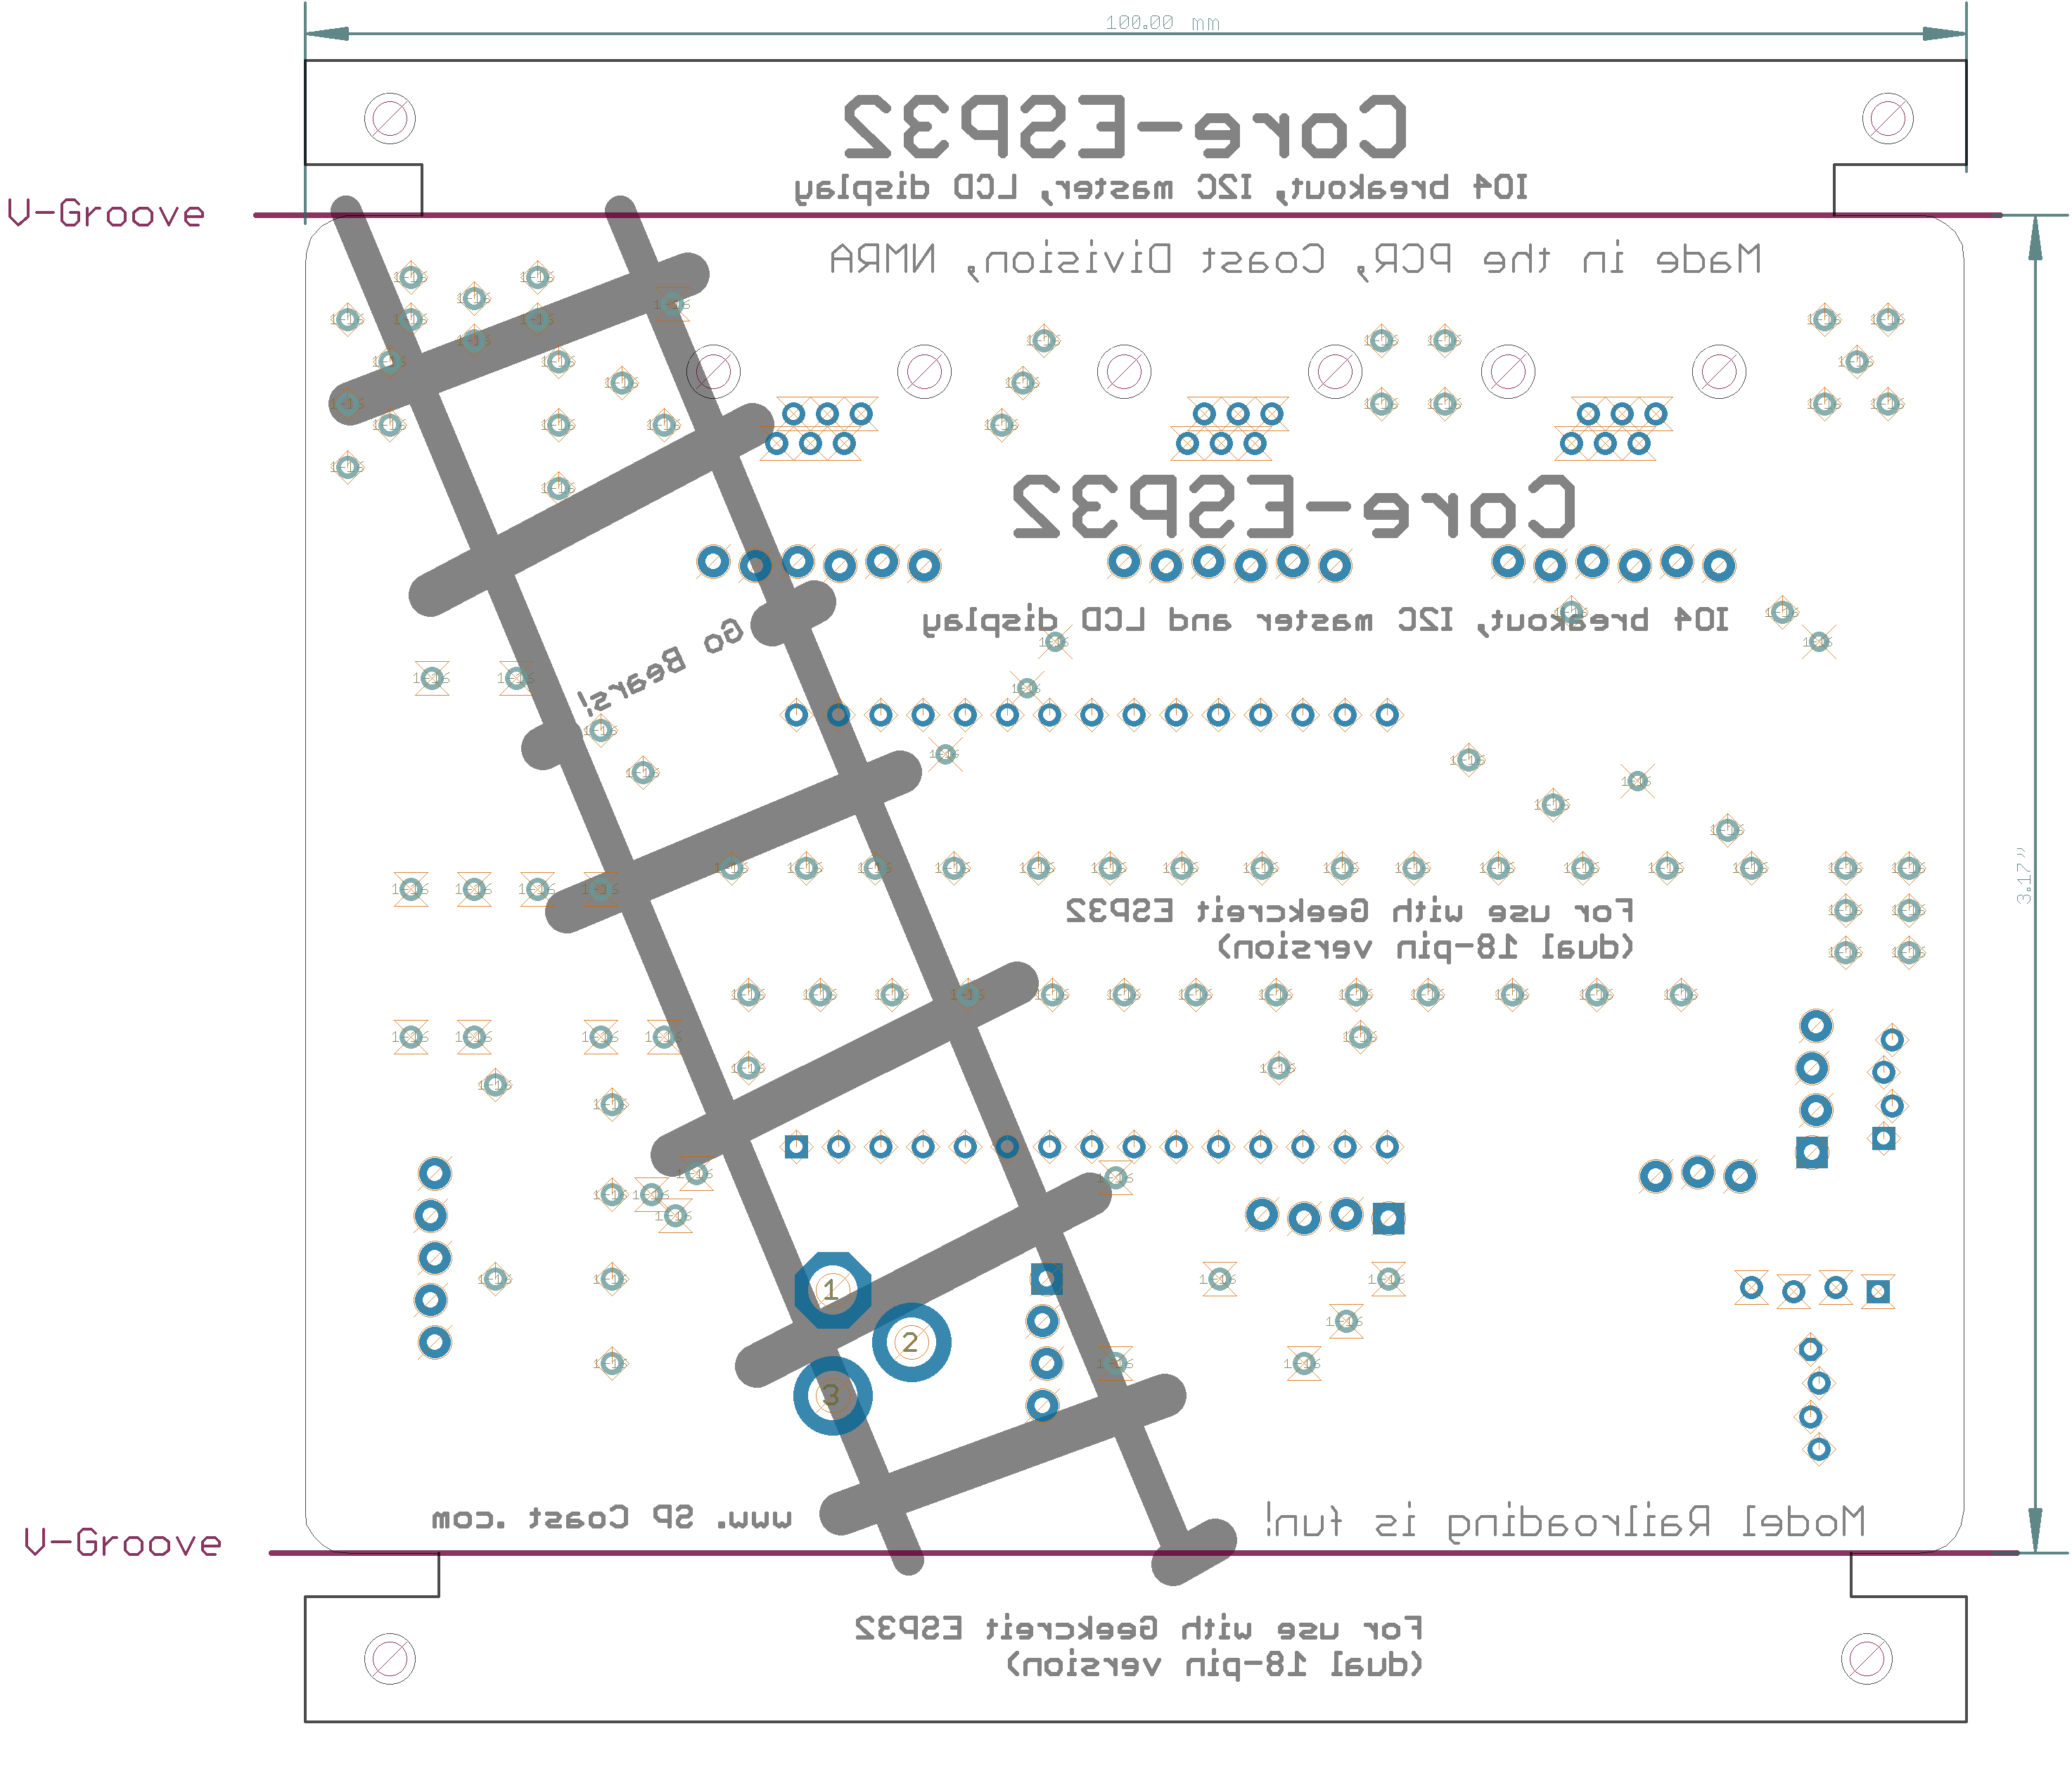 100.00 mm
Core-ESP32
IO4 breakout, I2C master, LCD display
V-Groove
Made in the PCR, Coast Division, NMRA
Core-ESP32
IO4 breakout, I2C master and LCD display
Go Bears!
3.17"
For use with Geekcreit ESP32
(dual 18-pin version)
1
2
3
www. SP Coast .com
Model Railroading is fun!
V-Groove
For use with Geekcreit ESP32
(dual 18-pin version)